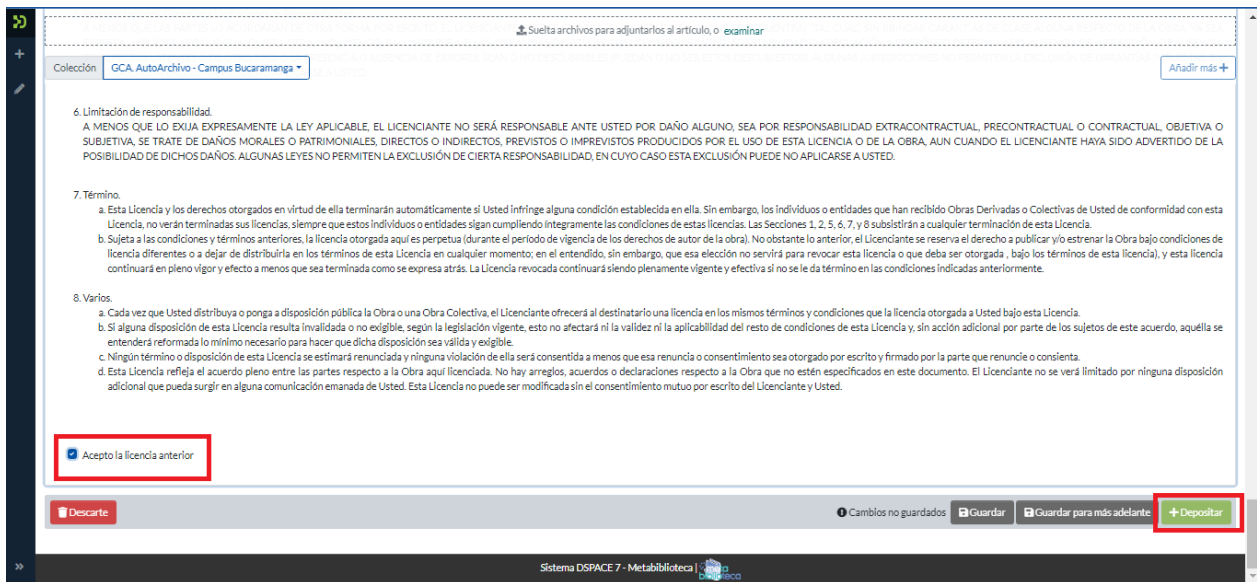 Suelta archivos para adjuntarlos al artículo, o examinar
Colección GCA. AutoArchivo - Campus Bucaramanga
Añadir más +
6. Limitación de responsabilidad.
A MENOS QUE LO EXIJA EXPRESAMENTE LA LEY APLICABLE, EL LICENCIANTE NO SERÁ RESPONSABLE ANTE USTED POR DAÑO ALGUNO, SEA POR RESPONSABILIDAD EXTRACONTRACTUAL, PRECONTRACTUAL O CONTRACTUAL, OBJETIVA O
SUBJETIVA, SE TRATE DE DAÑOS MORALES O PATRIMONIALES, DIRECTOS O INDIRECTOS, PREVISTOS O IMPREVISTOS PRODUCIDOS POR EL USO DE ESTA LICENCIA O DE LA OBRA, AUN CUANDO EL LICENCIANTE HAYA SIDO ADVERTIDO DE LA
POSIBILIDAD DE DICHOS DAÑOS. ALGUNAS LEYES NO PERMITEN LA EXCLUSIÓN DE CIERTA RESPONSABILIDAD, EN CUYO CASO ESTA EXCLUSIÓN PUEDE NO APLICARSE A USTED.
7. Término.
a. Esta Licencia y los derechos otorgados en virtud de ella terminarán automáticamente si Usted infringe alguna condición establecida en ella. Sin embargo, los individuos o entidades que han recibido Obras Derivadas o Colectivas de Usted de conformidad con esta
Licencia, no verán terminadas sus licencias, siempre que estos individuos o entidades sigan cumpliendo íntegramente las condiciones de estas licencias. Las Secciones 1, 2, 5, 6, 7, y 8 subsistirán a cualquier terminación de esta Licencia.
b. Sujeta a las condiciones y términos anteriores, la licencia otorgada aquí es perpetua (durante el período de vigencia de los derechos de autor de la obra). No obstante lo anterior, el Licenciante se reserva el derecho a publicar y/o estrenar la Obra bajo condiciones de
licencia diferentes o a dejar de distribuirla en los términos de esta Licencia en cualquier momento; en el entendido, sin embargo, que esa elección no servirá para revocar esta licencia o que deba ser otorgada , bajo los términos de esta licencia), y esta licencia
continuará en pleno vigor y efecto a menos que sea terminada como se expresa atrás. La Licencia revocada continuará siendo plenamente vigente y efectiva si no se le da término en las condiciones indicadas anteriormente.
8. Varios.
a. Cada vez que Usted distribuya o ponga a disposición pública la Obra o una Obra Colectiva, el Licenciante ofrecerá al destinatario una licencia en los mismos términos y condiciones que la licencia otorgada a Usted bajo esta Licencia.
b. Si alguna disposición de esta Licencia resulta invalidada o no exigible, según la legislación vigente, esto no afectará ni la validez ni la aplicabilidad del resto de condiciones de esta Licencia y, sin acción adicional por parte de los sujetos de este acuerdo, aquélla se
entenderá reformada lo mínimo necesario para hacer que dicha disposición sea válida y exigible.
c. Ningún término o disposición de esta Licencia se estimará renunciada y ninguna violación de ella será consentida a menos que esa renuncia o consentimiento sea otorgado por escrito y firmado por la parte que renuncie o consienta.
d. Esta Licencia refleja el acuerdo pleno entre las partes respecto a la Obra aquí licenciada. No hay arreglos, acuerdos o declaraciones respecto a la Obra que no estén especificados en este documento. El Licenciante no se verá limitado por ninguna disposición
adicional que pueda surgir en alguna comunicación emanada de Usted. Esta Licencia no puede ser modificada sin el consentimiento mutuo por escrito del Licenciante y Usted.
Acepto la licencia anterior
Descarte
Cambios no guardados Guardar Guardar para más adelante + Depositar
Sistema DSPACE 7 - Metabiblioteca | meta biblioteca